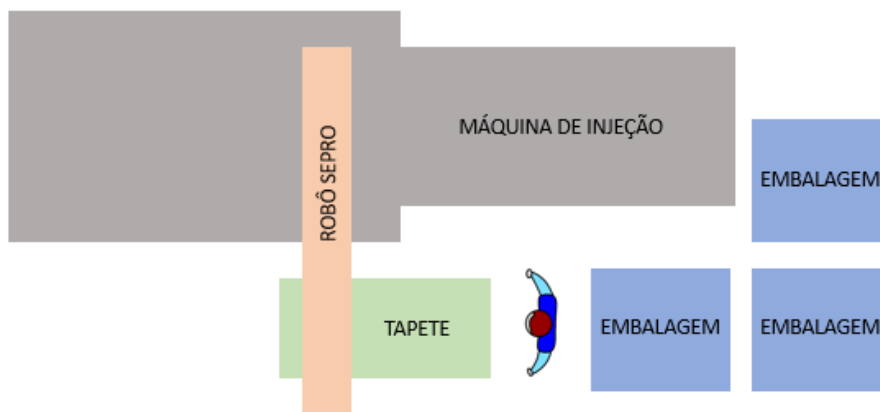 MÁQUINA DE INJEÇÃO
ROBÔ SEPRO
EMBALAGEM
TAPETE
EMBALAGEM
EMBALAGEM